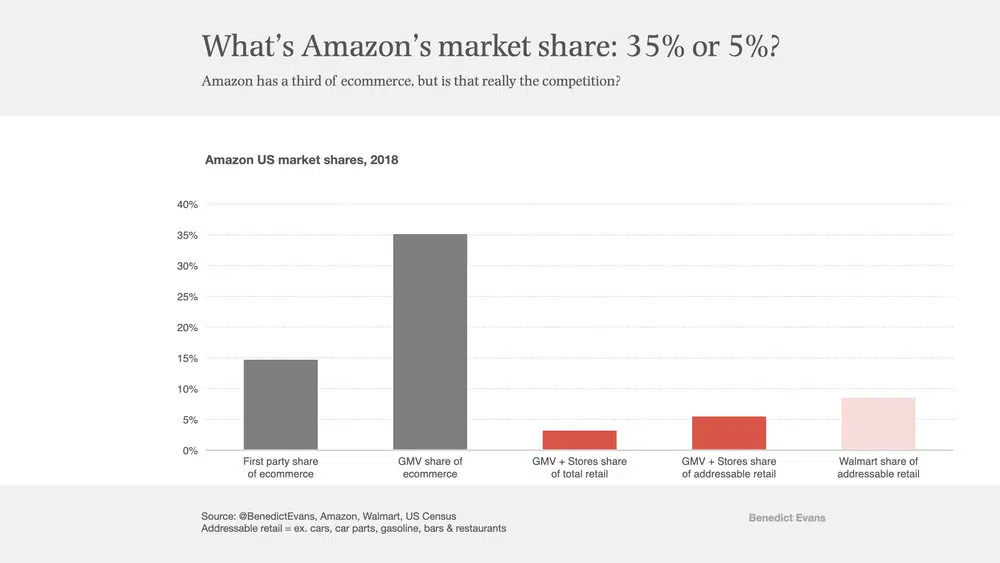 What's Amazon's market share: 35% or 5%?
Amazon has a third of ecommerce, but is that really the competition?
Amazon US market shares, 2018
40%
35%
30%
25%
20%
15%
10%
5%
0%
First party share
of ecommerce
GMV share of
ecommerce
GMV + Stores share
of total retail
GMV + Stores share
of addressable retail
Walmart share of
addressable retail
Source: @BenedictEvans, Amazon, Walmart, US Census
Addressable retail = ex. cars, car parts, gasoline, bars & restaurants
Benedict Evans